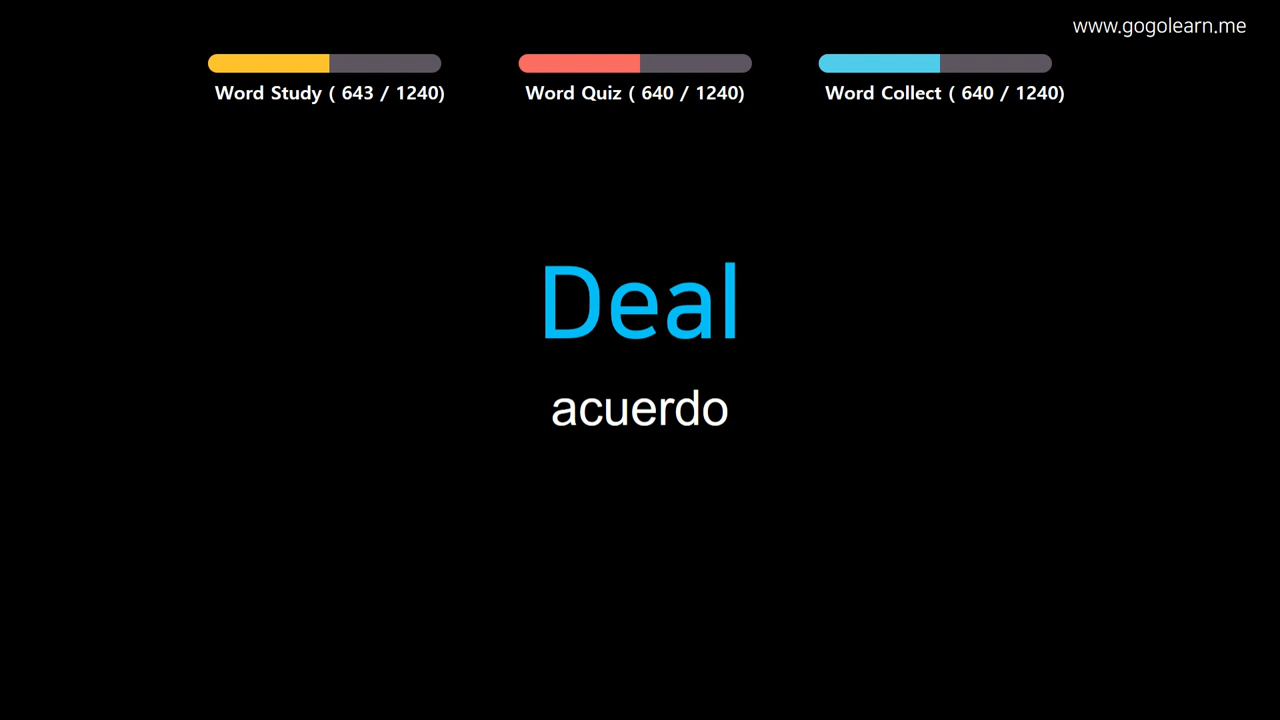 www.gogolearn.me
Word Study ( 643 / 1240)
Word Quiz ( 640 / 1240)
Word Collect ( 640 / 1240)
Deal
acuerdo